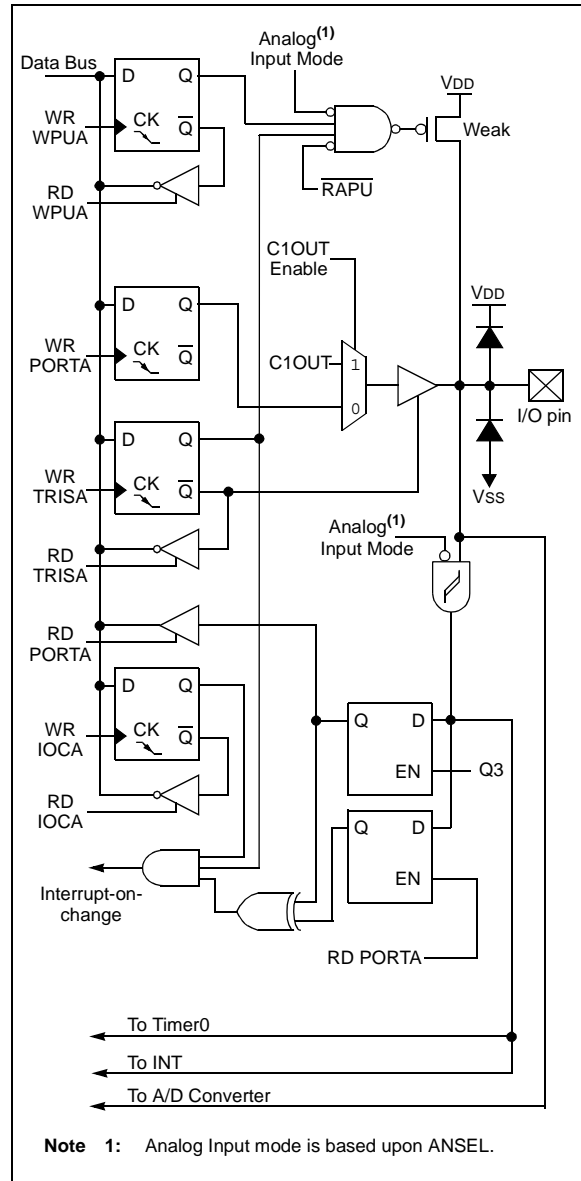 Analog(1)
Input Mode
Data Bus
D Q
VDD
WR
WPUA
CK Q
Weak
RD
WPUA
RAPU
C1OUT
Enable
D Q
VDD
WR
PORTA
CK Q
C1OUT
1
0
I/O pin
D Q
WR
TRISA
CK Q
VSS
Analog(1)
Input Mode
RD
TRISA
RD
PORTA
D Q
WR
IOCA
CK Q
Q D
EN
Q3
RD
IOCA
Q D
EN
Interrupt-on-
change
RD PORTA
To Timer0
To INT
To A/D Converter
Note 1: Analog Input mode is based upon ANSEL.